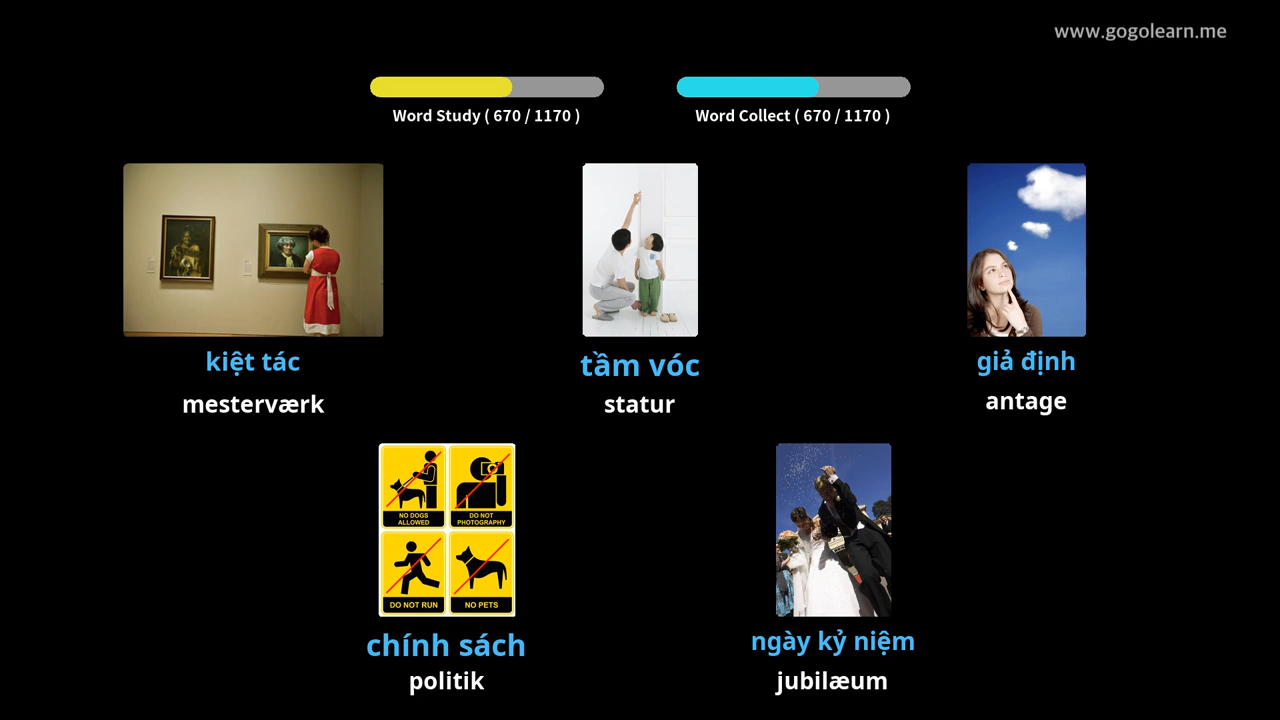 www.gogolearn.me
Word Study ( 670 / 1170 )
Word Collect ( 670 / 1170 )
kiệt tác
mesterværk
tầm vóc
statur
giả định
antage
NO DOGS
ALLOWED
DO NOT
PHOTOGRAPHY
DO NOT RUN
NO PETS
chính sách
politik
ngày kỷ niệm
jubilæum